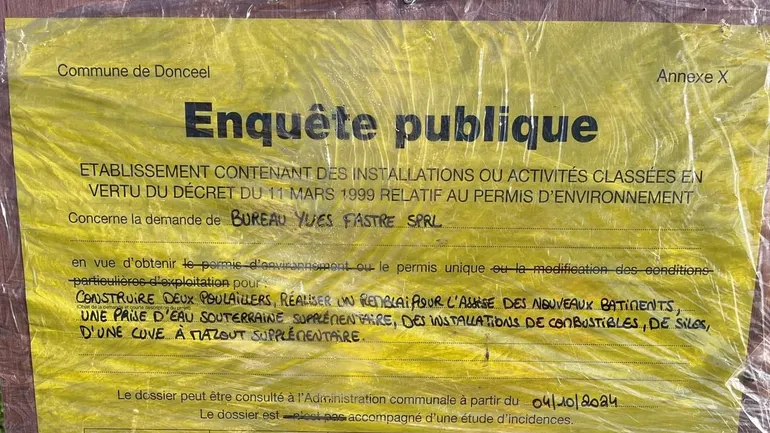 Commune de Donceel
Annexe X
Enquête publique
ETABLISSEMENT CONTENANT DES INSTALLATIONS OU ACTIVITÉS CLASSÉES EN
VERTU DU DÉCRET DU 11 MARS 1999 RELATIF AU PERMIS D'ENVIRONNEMENT
Concerne la demande de BUREAU YVES FASTRE SPRL
en vue d'obtenir le permis d'environnement ou le permis unique ou la modification des conditions
particulières d'exploitation pour :
CONSTRUIRE DEUX POULAILLERS, RÉALISER UN REMBLAI POUR L'ASSISE DES NOUVEAUX BATIMENTS,
UNE PRISE D'EAU SOUTERRAINE SUPPLÉMENTAIRE, DES INSTALLATIONS DE COMBUSTIBLES, DE SILOS,
D'UNE CUVE À MAZOUT SUPPLÉMENTAIRE.
Le dossier peut être consulté à l'Administration communale à partir du 04/10/2024
Le dossier est n'est pas accompagné d'une étude d'incidences.